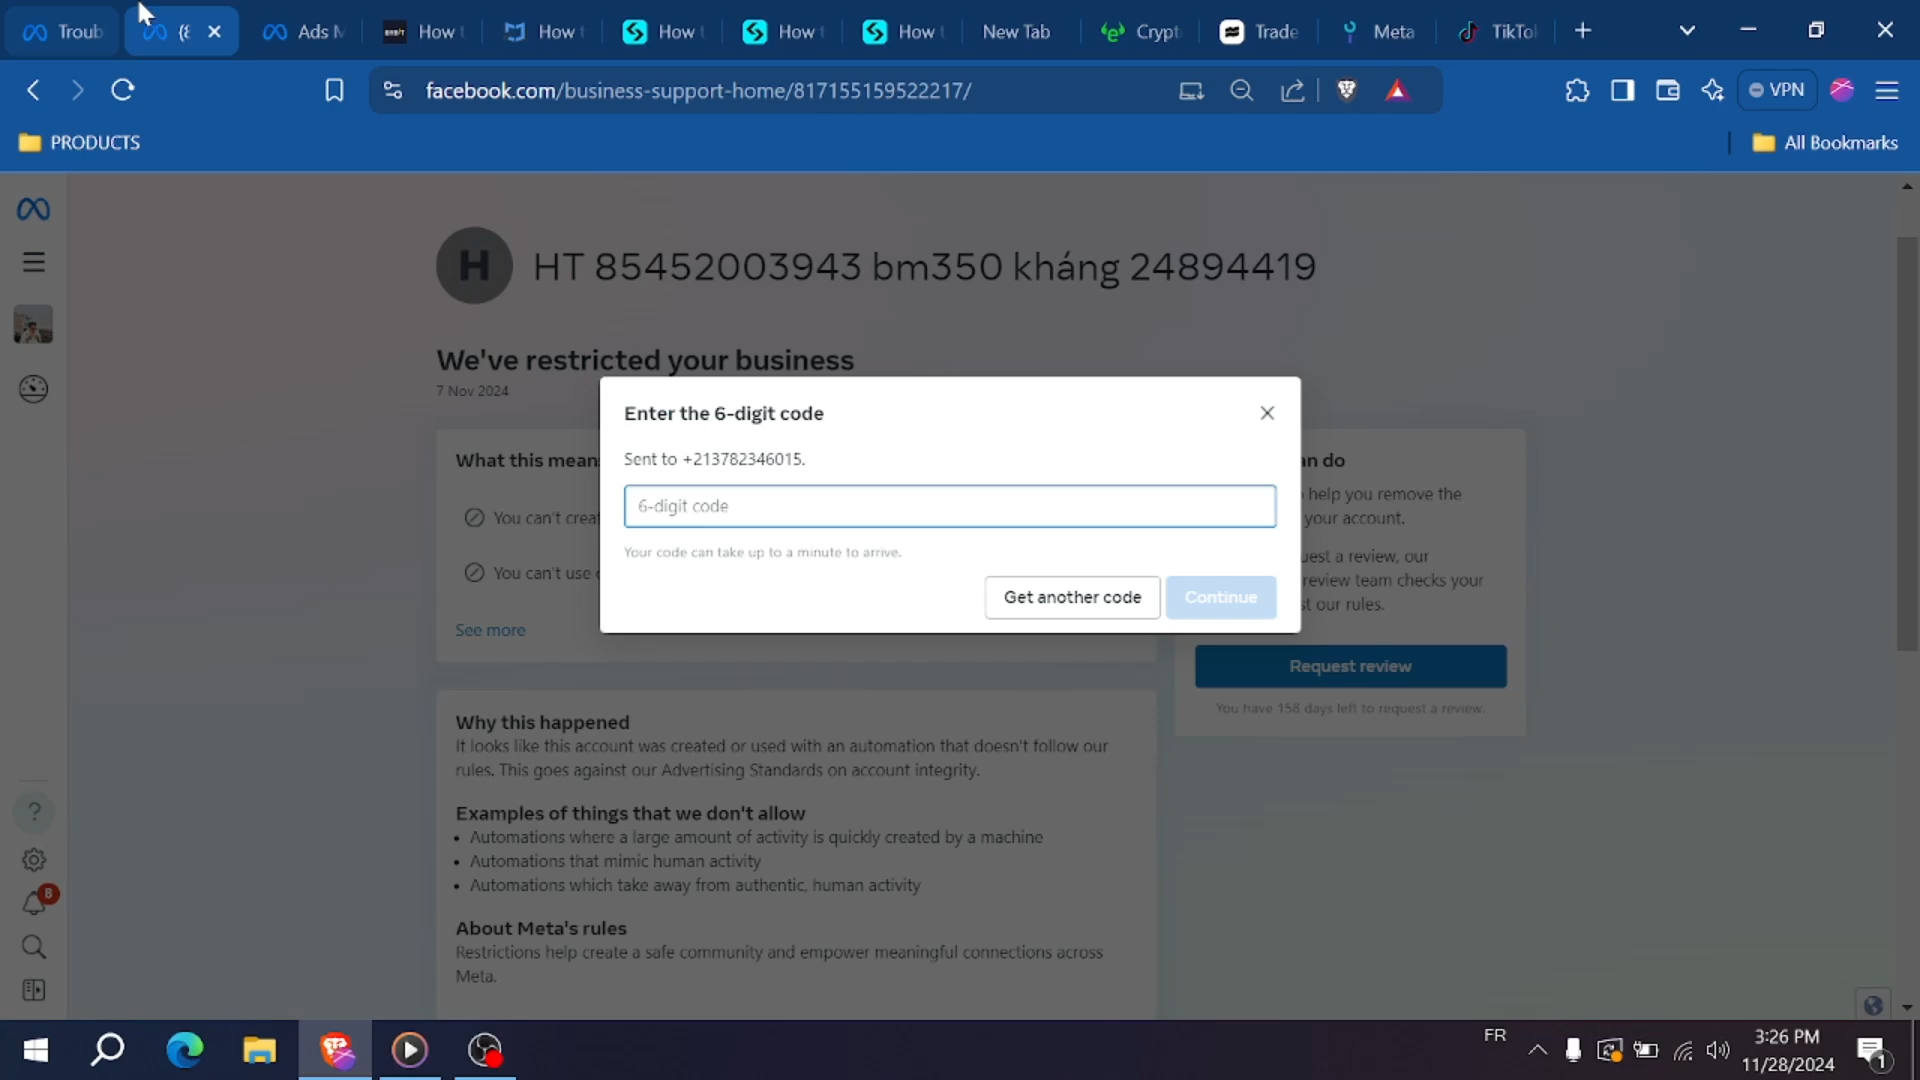 Troub
(8
Ads M
How t
How t
How t
How t
How t
New Tab
Crypt
Trade
Meta
TikTo
facebook.com/business-support-home/817155159522217/
VPN
PRODUCTS
All Bookmarks
H
HT 85452003943 bm350 kháng 24894419
We've restricted your business
7 Nov 2024
Enter the 6-digit code
Sent to +213782346015.
6-digit code
Your code can take up to a minute to arrive.
Get another code
Continue
What this mean
You can't creat
You can't use
See more
an do
help you remove the
your account.
uest a review, our
review team checks your
st our rules.
Request review
You have 158 days left to request a review.
Why this happened
It looks like this account was created or used with an automation that doesn't follow our
rules. This goes against our Advertising Standards on account integrity.
Examples of things that we don't allow
• Automations where a large amount of activity is quickly created by a machine
• Automations that mimic human activity
• Automations which take away from authentic, human activity
About Meta's rules
Restrictions help create a safe community and empower meaningful connections across
Meta.
8
FR
3:26 PM
11/28/2024
1